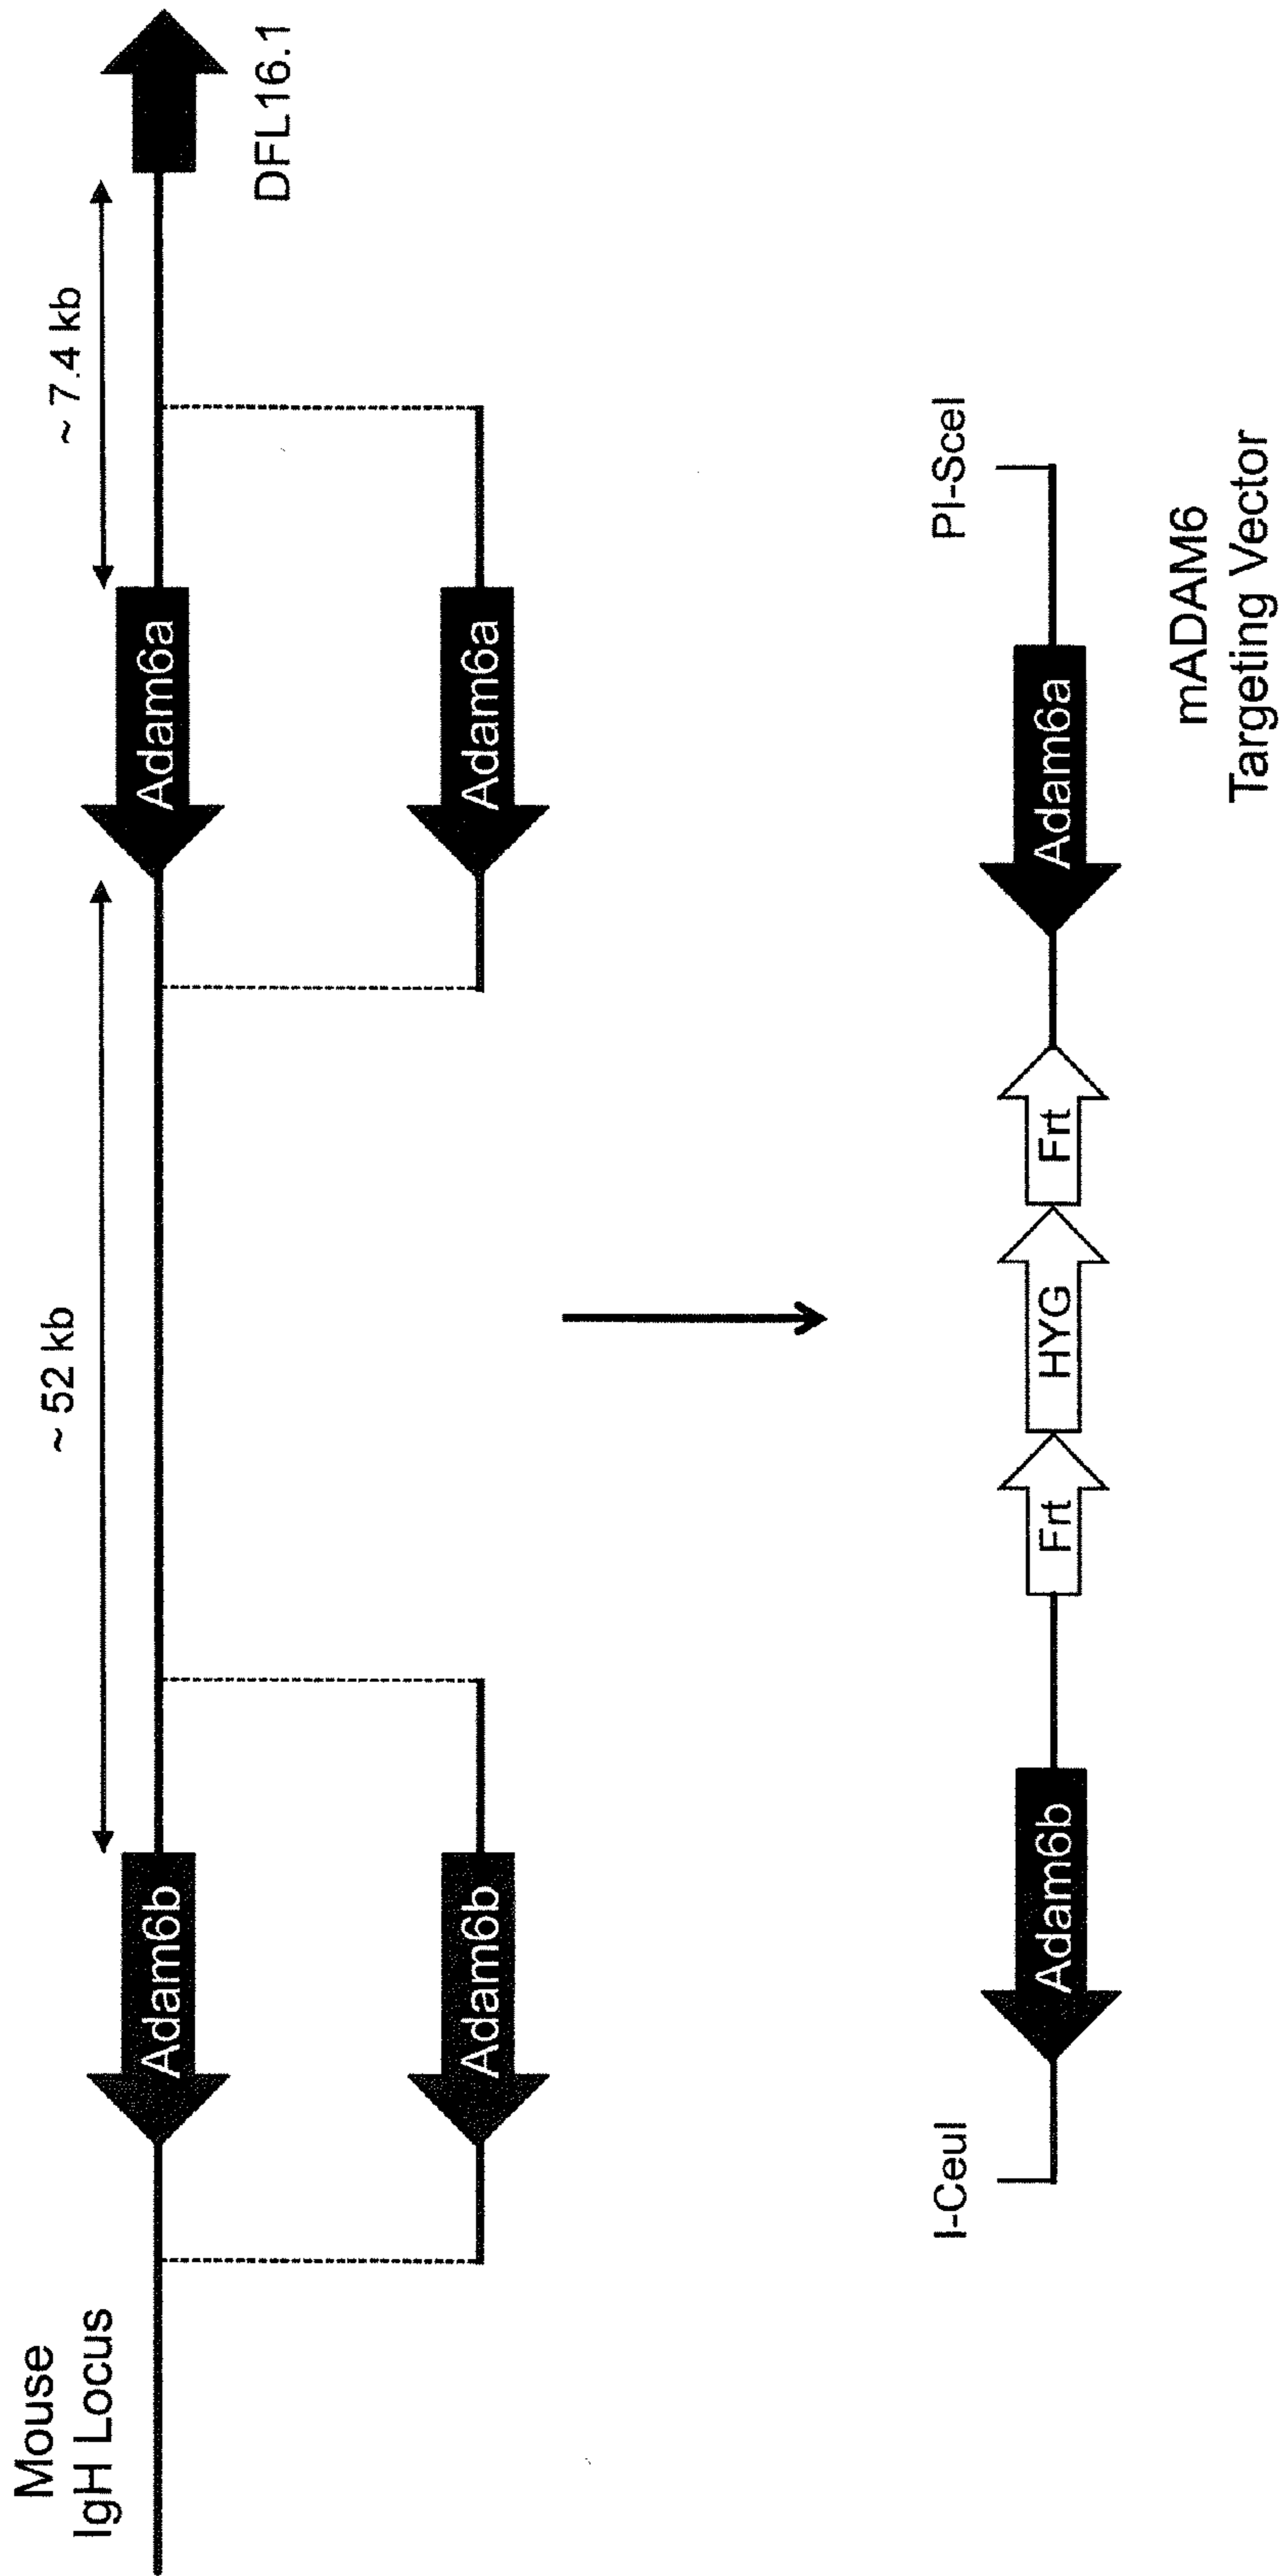 Mouse
IgH Locus
~ 52 kb
~ 7.4 kb
Adam6b
Adam6a
DFL16.1
Adam6b
Adam6a
I-CeuI
PI-SceI
Adam6b
Frt
HYG
Frt
Adam6a
mADAM6
Targeting Vector